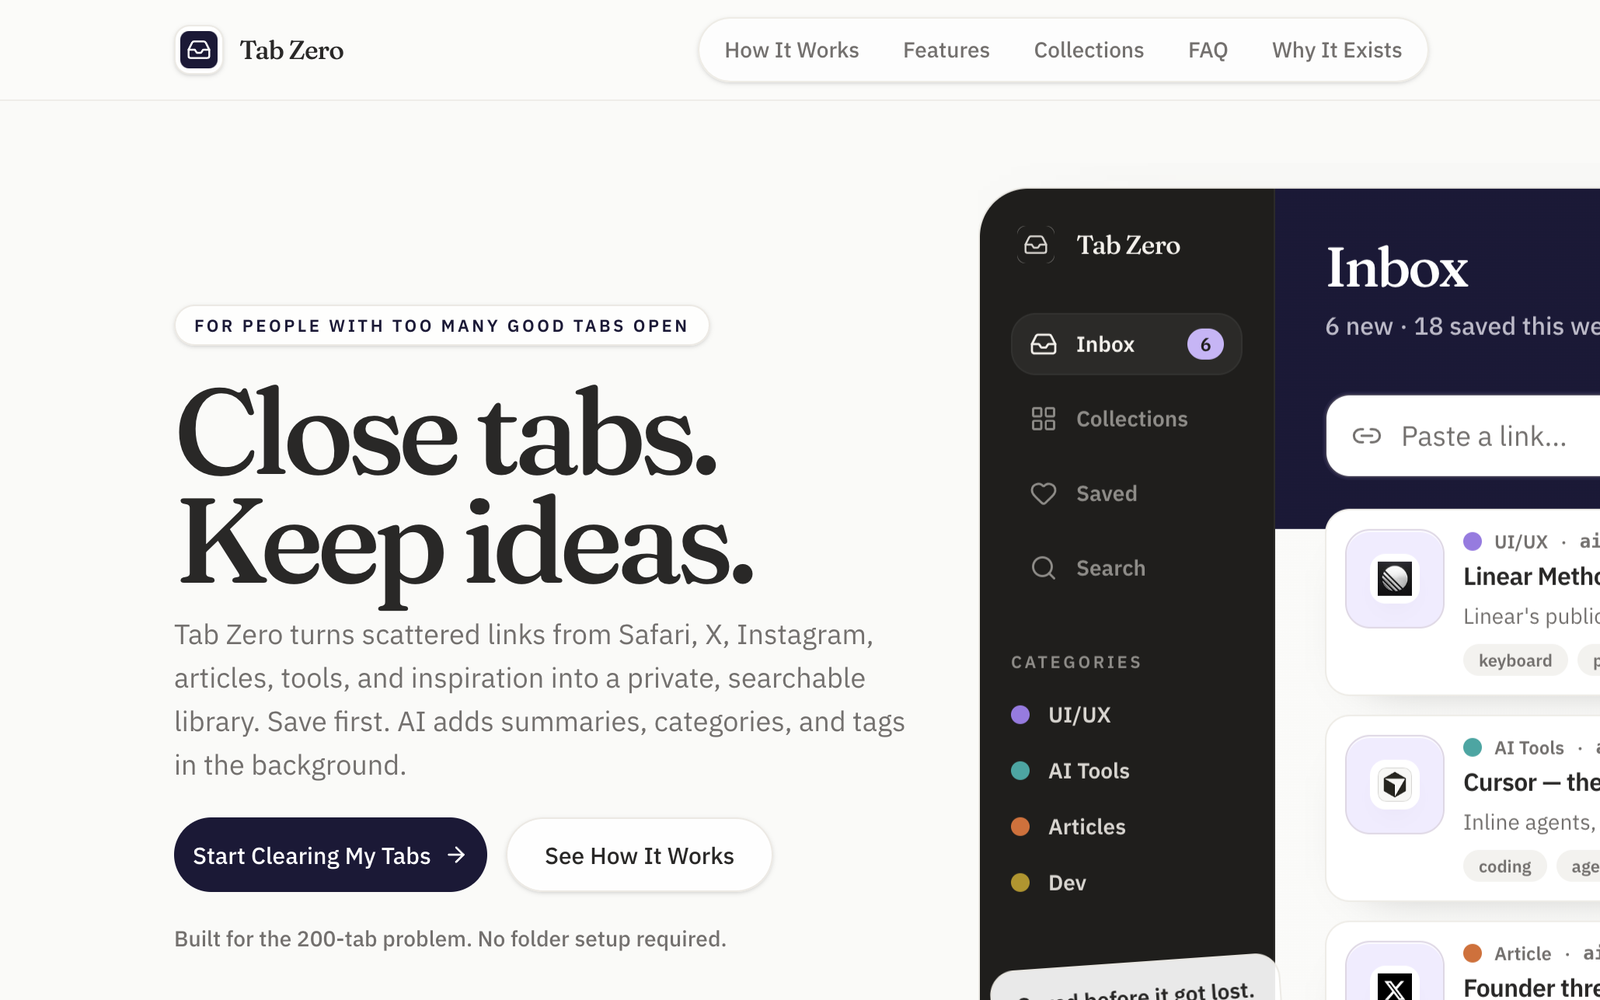 Tab Zero
How It Works
Features
Collections
FAQ
Why It Exists
FOR PEOPLE WITH TOO MANY GOOD TABS OPEN
Close tabs.
Keep ideas.
Tab Zero turns scattered links from Safari, X, Instagram,
articles, tools, and inspiration into a private, searchable
library. Save first. AI adds summaries, categories, and tags
in the background.
Start Clearing My Tabs
See How It Works
Built for the 200-tab problem. No folder setup required.
Tab Zero
Inbox 6
Collections
Saved
Search
CATEGORIES
UI/UX
AI Tools
Articles
Dev
before it got lost.
Inbox
6 new · 18 saved this
Paste a link...
UI/UX ·
Linear
Linear's
keyboard
AI Tools ·
Cursor — the
Inline agents,
coding
Article ·
Founder